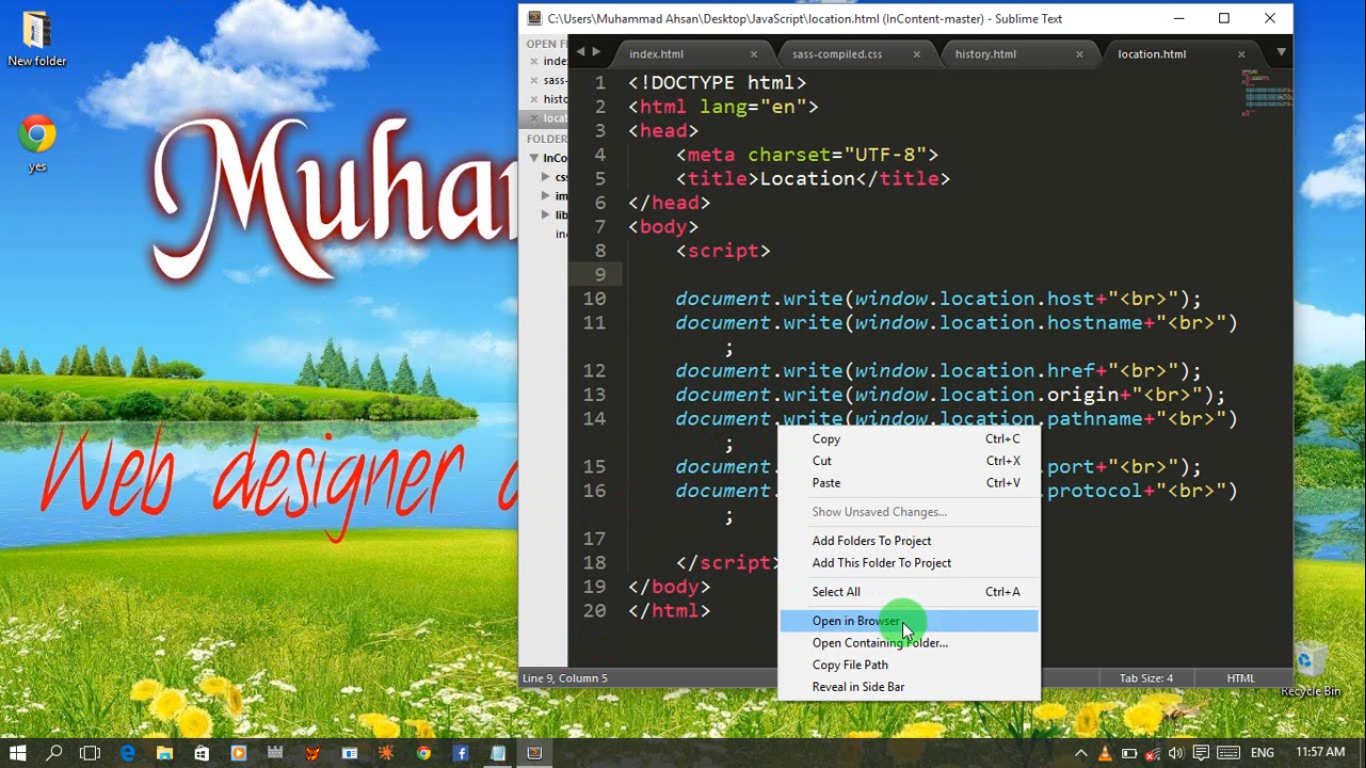 New folder
yes
Muham
Web designer
C:\Users\Muhammad Ahsan\Desktop\JavaScript\location.html (InContent-master) - Sublime Text
OPEN FI
inde
sass-
histo
locat
FOLDER
InCo
css
im
lib
in
index.html
sass-compiled.css
history.html
location.html
1 <!DOCTYPE html>
2 <html lang="en">
3 <head>
4 <meta charset="UTF-8">
5 <title>Location</title>
6 </head>
7 <body>
8 <script>
9
10 document.write(window.location.host+"<br>");
11 document.write(window.location.hostname+"<br>")
;
12 document.write(window.location.href+"<br>");
13 document.write(window.location.origin+"<br>");
14 document.write(window.location.pathname+"<br>")
;
15 document. .port+"<br>");
16 document. .protocol+"<br>")
;
17
18 </script>
19 </body>
20 </html>
Copy Ctrl+C
Cut Ctrl+X
Paste Ctrl+V
Show Unsaved Changes...
Add Folders To Project
Add This Folder To Project
Select All Ctrl+A
Open in Browser
Open Containing Folder...
Copy File Path
Reveal in Side Bar
Line 9, Column 5
Tab Size: 4
HTML
Recycle Bin
ENG
11:57 AM